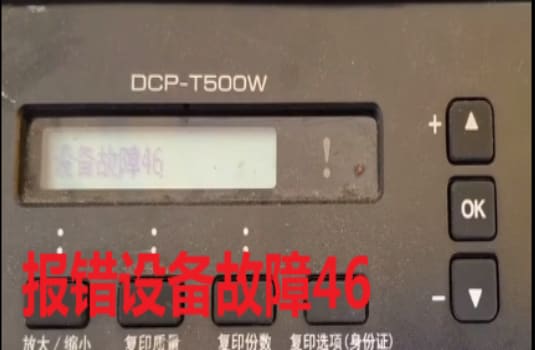 DCP-T500W
设备故障46
!
+ ▲
OK
报错设备故障46
- ▼
放大/缩小 复印质量 复印份数 复印选项(身份证)